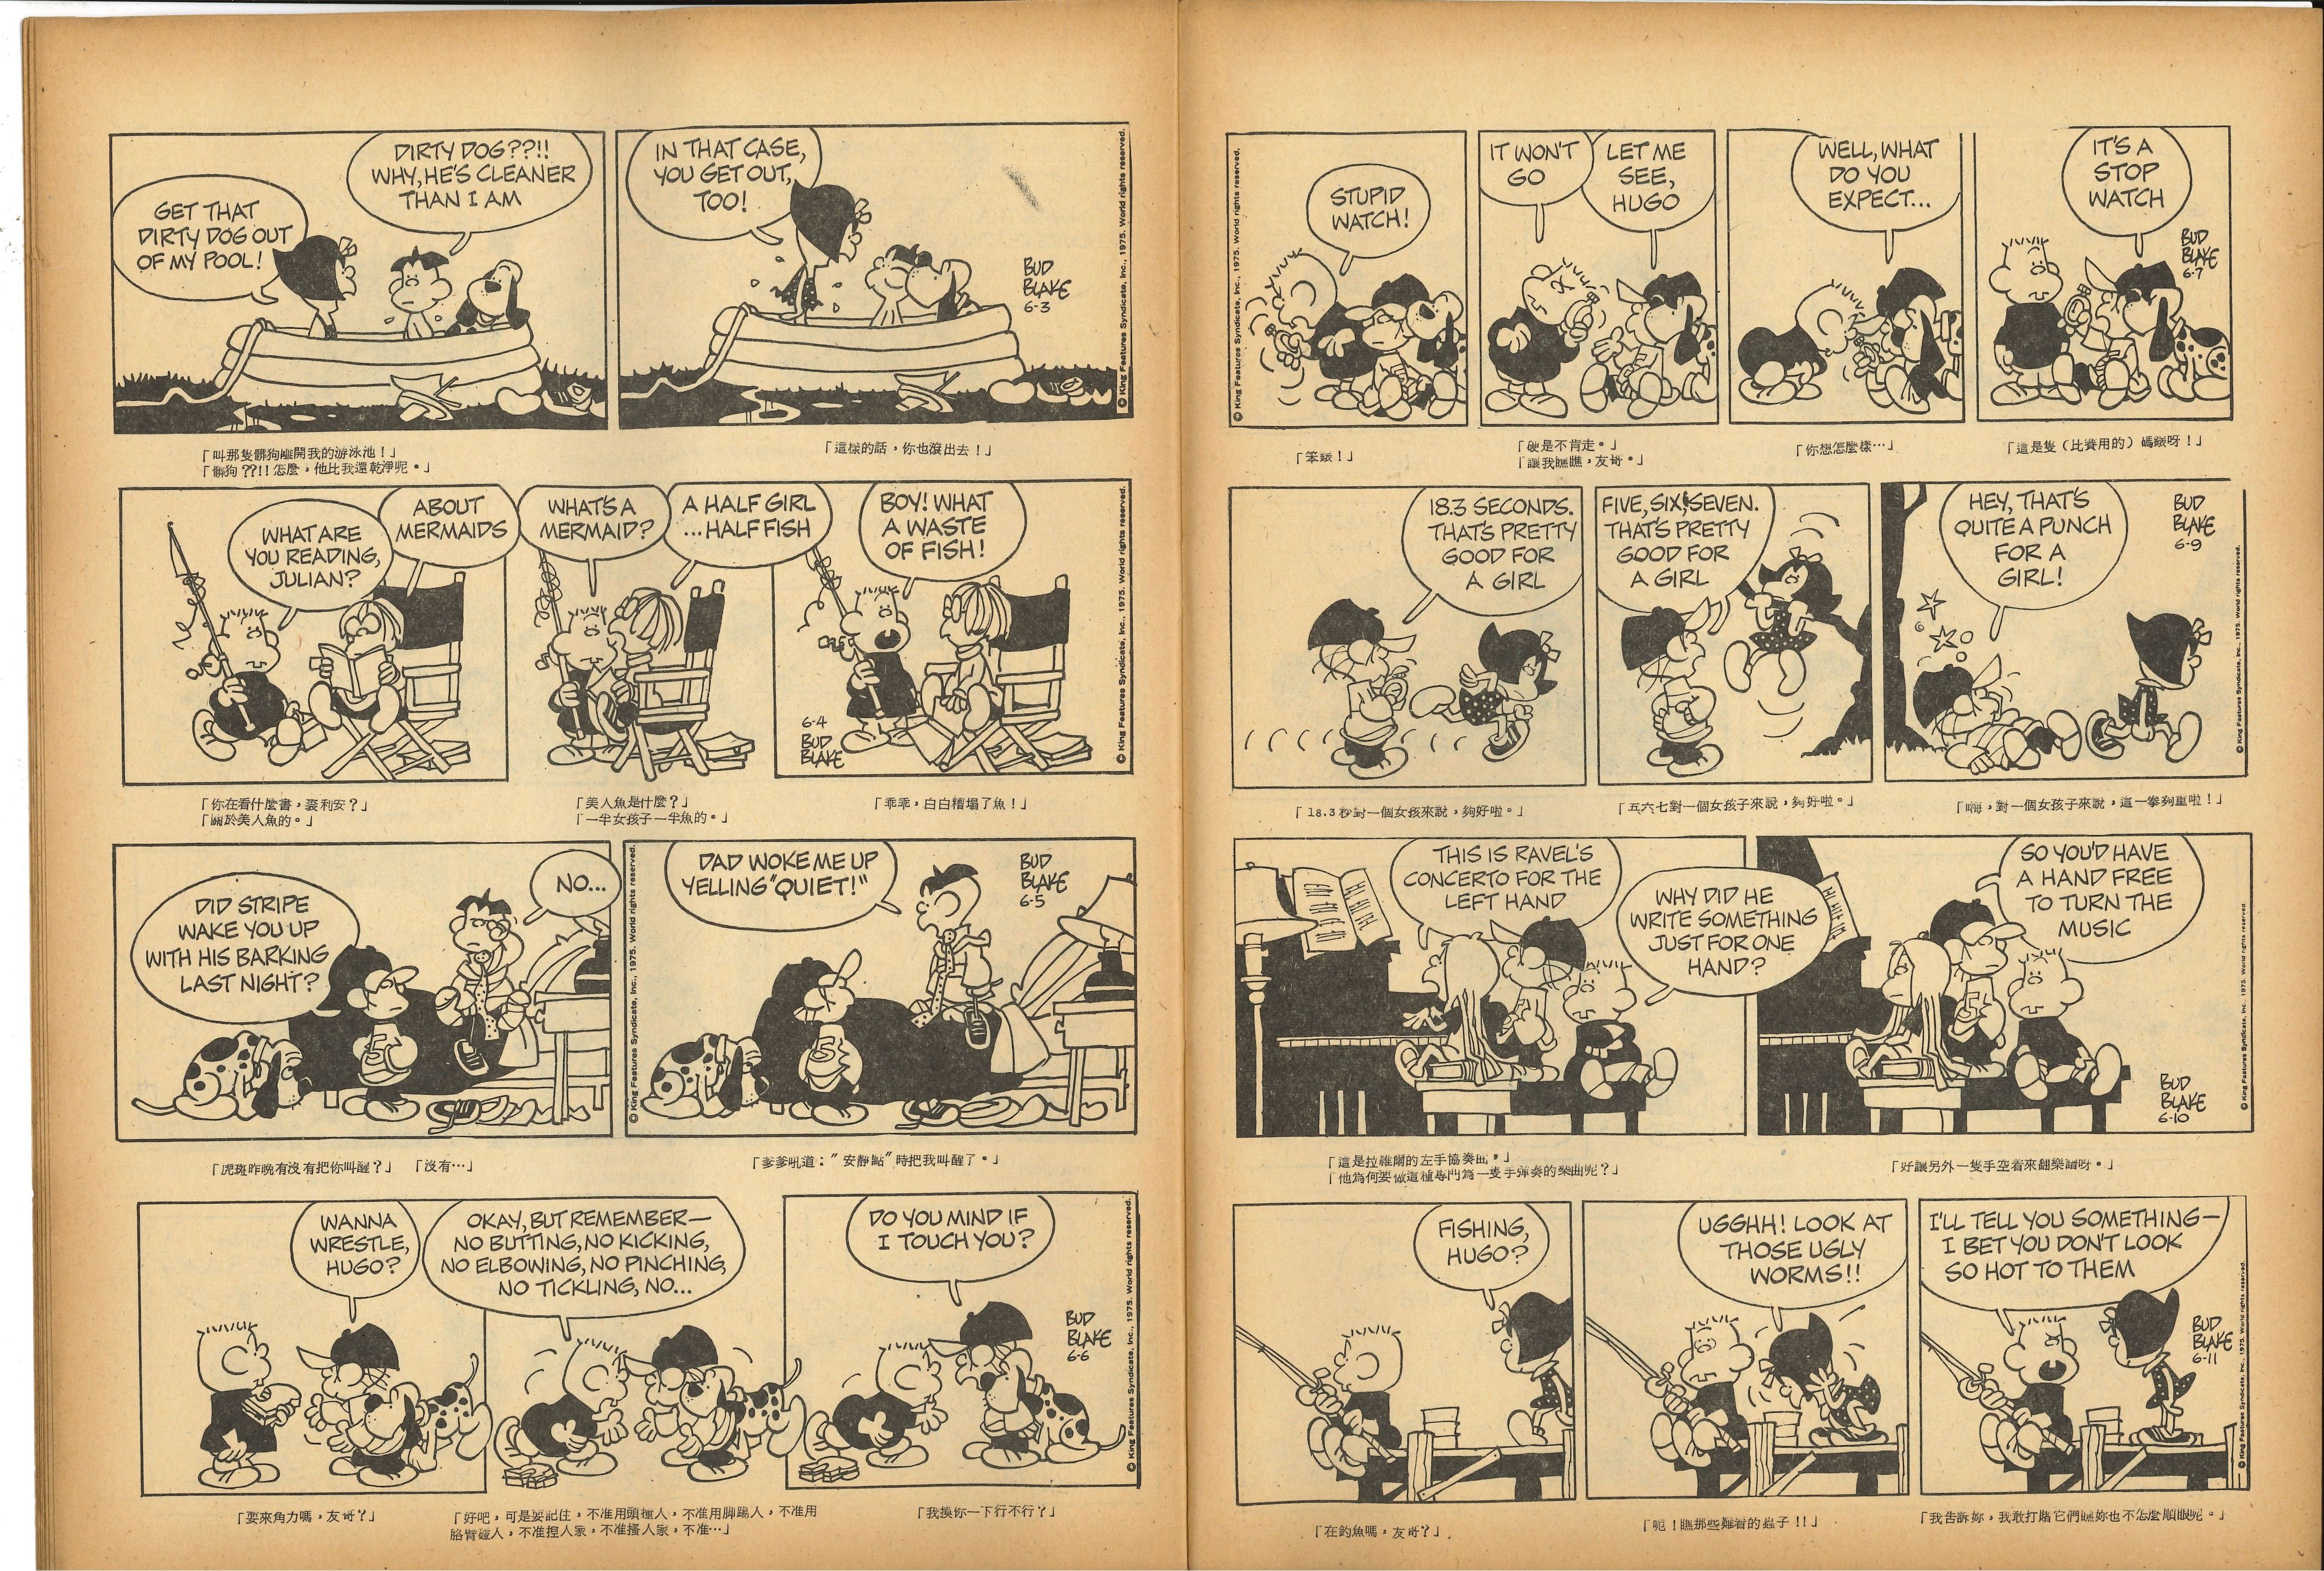 GET THAT
DIRTY DOG OUT
OF MY POOL!
DIRTY DOG??!!
WHY, HE'S CLEANER
THAN I AM
IN THAT CASE,
YOU GET OUT,
TOO!
BUD
BLAKE
6-3
© King Features Syndicate, Inc., 1975. World rights reserved.
「叫那隻髒狗離開我的游泳池！」
「髒狗??!!怎麼，他比我還乾淨呢。」
「這樣的話，你也滾出去！」
WHAT ARE
YOU READING,
JULIAN?
ABOUT
MERMAIDS
WHAT'S A
MERMAID?
A HALF GIRL
...HALF FISH
BOY! WHAT
A WASTE
OF FISH!
6-4
BUD
BLAKE
© King Features Syndicate, Inc., 1975. World rights reserved.
「你在看什麼書，裘利安？」
「關於美人魚的。」
「美人魚是什麼？」
「一半女孩子一半魚的。」
「乖乖，白白糟塌了魚！」
DID STRIPE
WAKE YOU UP
WITH HIS BARKING
LAST NIGHT?
NO...
DAD WOKE ME UP
YELLING "QUIET!"
BUD
BLAKE
6-5
© King Features Syndicate, Inc., 1975. World rights reserved.
「虎斑昨晚有沒有把你叫醒？」 「沒有…」
「爹爹吼道："安靜點"時把我叫醒了。」
WANNA
WRESTLE,
HUGO?
OKAY, BUT REMEMBER—
NO BUTTING, NO KICKING,
NO ELBOWING, NO PINCHING,
NO TICKLING, NO...
DO YOU MIND IF
I TOUCH YOU?
BUD
BLAKE
6-6
© King Features Syndicate, Inc., 1975. World rights reserved.
「要來角力嗎，友哥？」
「好吧，可是要記住，不准用頭撞人，不准用脚踢人，不准用
胳膊碰人，不准揑人家，不准搔人家，不准…」
「我摸你一下行不行？」
STUPID
WATCH!
IT WON'T
GO
LET ME
SEE,
HUGO
WELL, WHAT
DO YOU
EXPECT...
IT'S A
STOP
WATCH
BUD
BLAKE
6-7
© King Features Syndicate, Inc., 1975. World rights reserved.
「笨錶！」
「硬是不肯走。」
「讓我瞧瞧，友哥。」
「你想怎麼樣…」
「這是隻（比賽用的）碼錶呀！」
18.3 SECONDS.
THAT'S PRETTY
GOOD FOR
A GIRL
FIVE, SIX, SEVEN.
THAT'S PRETTY
GOOD FOR
A GIRL
HEY, THAT'S
QUITE A PUNCH
FOR A
GIRL!
BUD
BLAKE
6-9
© King Features Syndicate, Inc., 1975. World rights reserved.
「18.3秒對一個女孩來說，夠好啦。」
「五六七對一個女孩子來說，夠好啦。」
「嗨，對一個女孩子來說，這一拳夠重啦！」
THIS IS RAVEL'S
CONCERTO FOR THE
LEFT HAND
WHY DID HE
WRITE SOMETHING
JUST FOR ONE
HAND?
SO YOU'D HAVE
A HAND FREE
TO TURN THE
MUSIC
BUD
BLAKE
6-10
© King Features Syndicate, Inc., 1975 World rights reserved
「這是拉維爾的左手協奏曲。」
「他為何要做這種專門為一隻手彈奏的樂曲呢？」
「好讓另外一隻手空着來翻樂譜呀。」
FISHING,
HUGO?
UGGHH! LOOK AT
THOSE UGLY
WORMS!!
I'LL TELL YOU SOMETHING—
I BET YOU DON'T LOOK
SO HOT TO THEM
BUD
BLAKE
6-11
© King Features Syndicate, Inc., 1975. World rights reserved.
「在釣魚嗎，友哥？」
「呃！瞧那些難看的蟲子！！」
「我告訴妳，我敢打賭它們瞧妳也不怎麼順眼呢。」